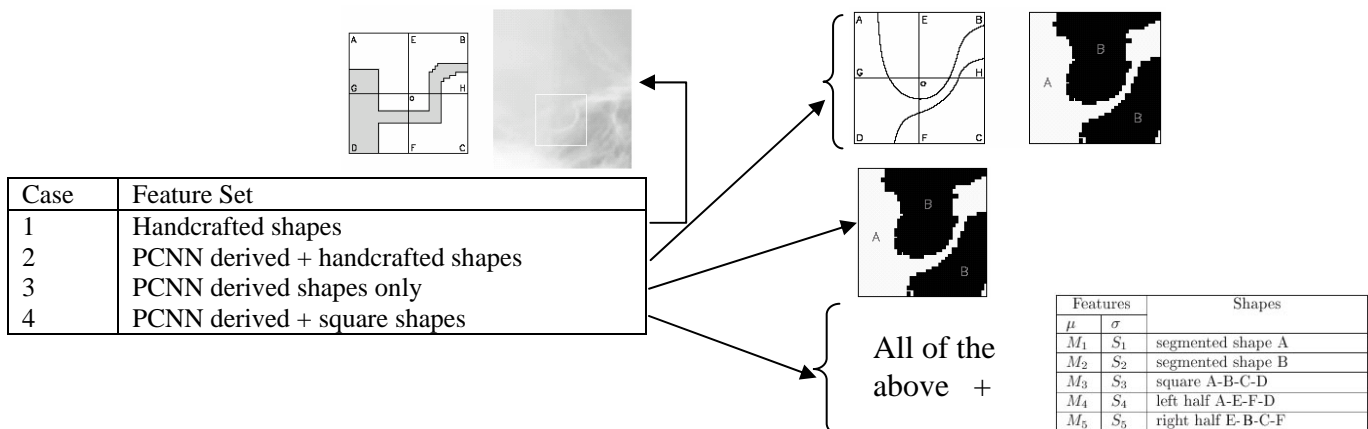 A E B
G O H
D F C
A E B
G O H
D F C
B
A
B
B
A
B
Case Feature Set
1 Handcrafted shapes
2 PCNN derived + handcrafted shapes
3 PCNN derived shapes only
4 PCNN derived + square shapes
All of the
above +
Features Shapes
μ σ
M₁ S₁ segmented shape A
M₂ S₂ segmented shape B
M₃ S₃ square A-B-C-D
M₄ S₄ left half A-E-F-D
M₅ S₅ right half E-B-C-F